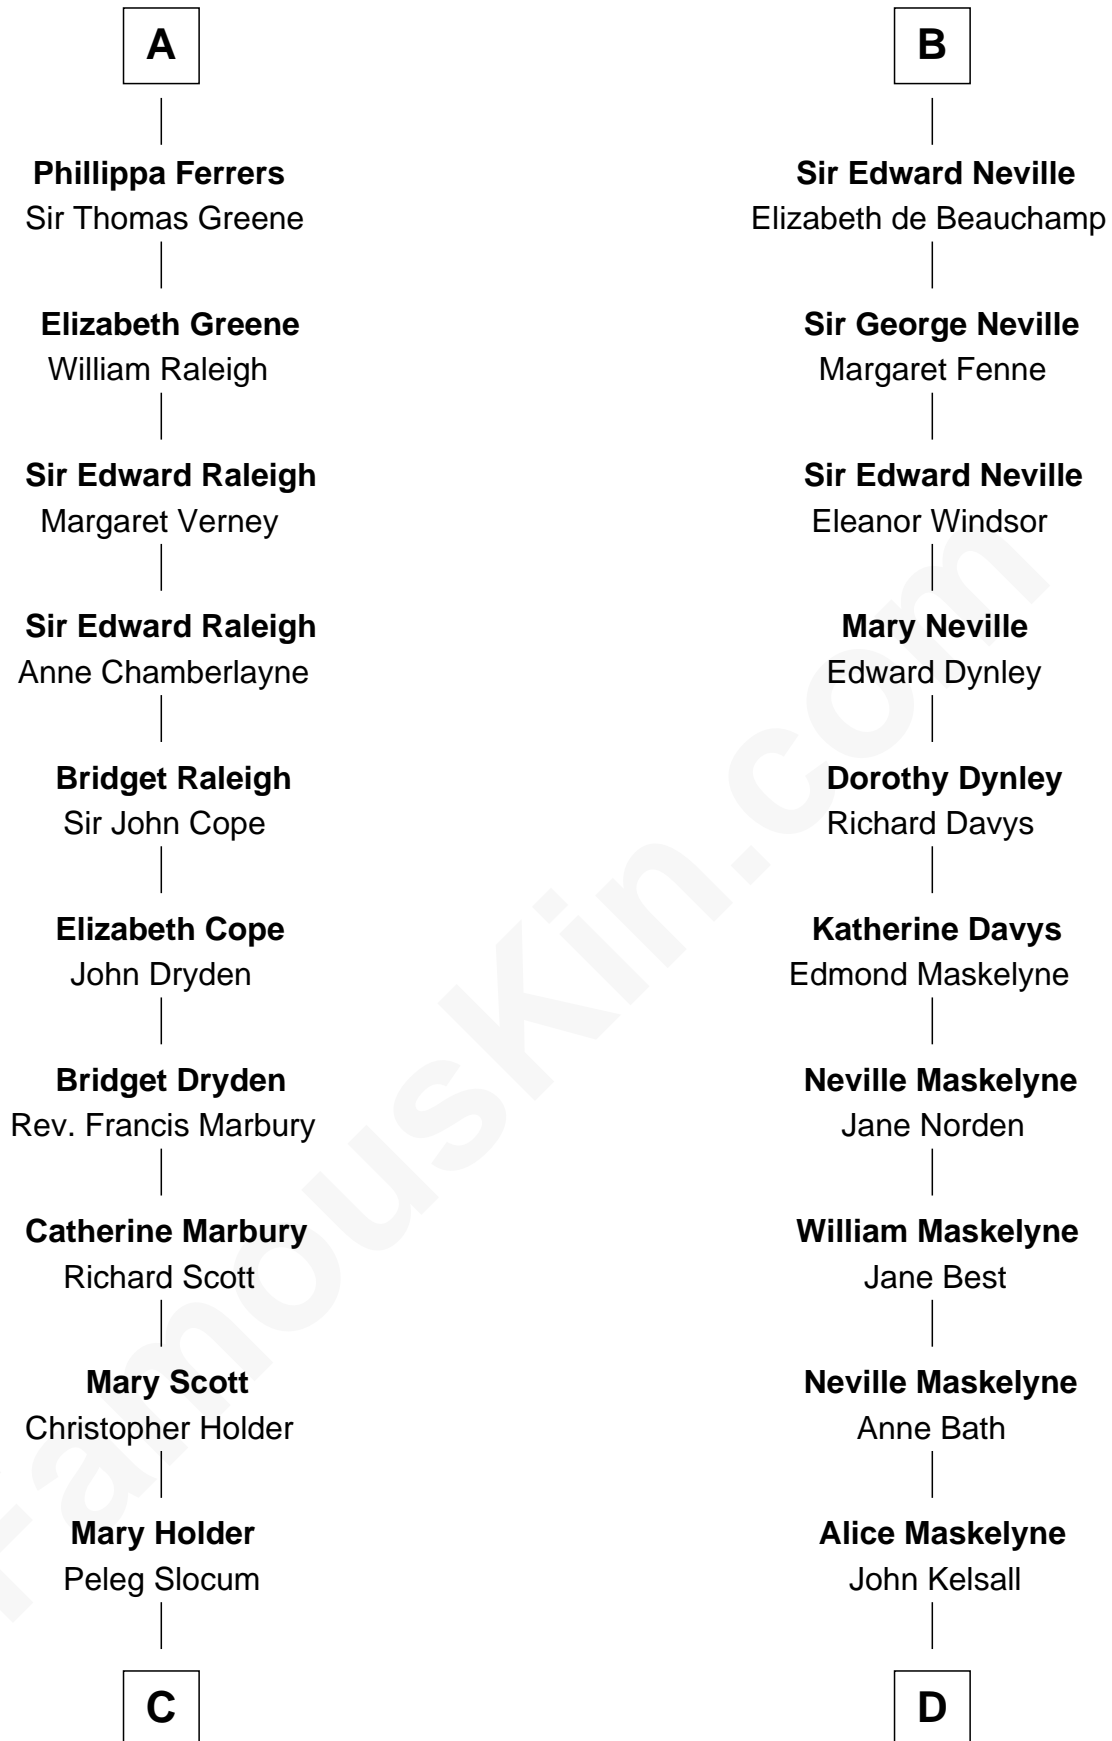 A
Phillippa Ferrers
Sir Thomas Greene
Elizabeth Greene
William Raleigh
Sir Edward Raleigh
Margaret Verney
Sir Edward Raleigh
Anne Chamberlayne
Bridget Raleigh
Sir John Cope
Elizabeth Cope
John Dryden
Bridget Dryden
Rev. Francis Marbury
Catherine Marbury
Richard Scott
Mary Scott
Christopher Holder
Mary Holder
Peleg Slocum
C
B
Sir Edward Neville
Elizabeth de Beauchamp
Sir George Neville
Margaret Fenne
Sir Edward Neville
Eleanor Windsor
Mary Neville
Edward Dynley
Dorothy Dynley
Richard Davys
Katherine Davys
Edmond Maskelyne
Neville Maskelyne
Jane Norden
William Maskelyne
Jane Best
Neville Maskelyne
Anne Bath
Alice Maskelyne
John Kelsall
D
FamousKin.com